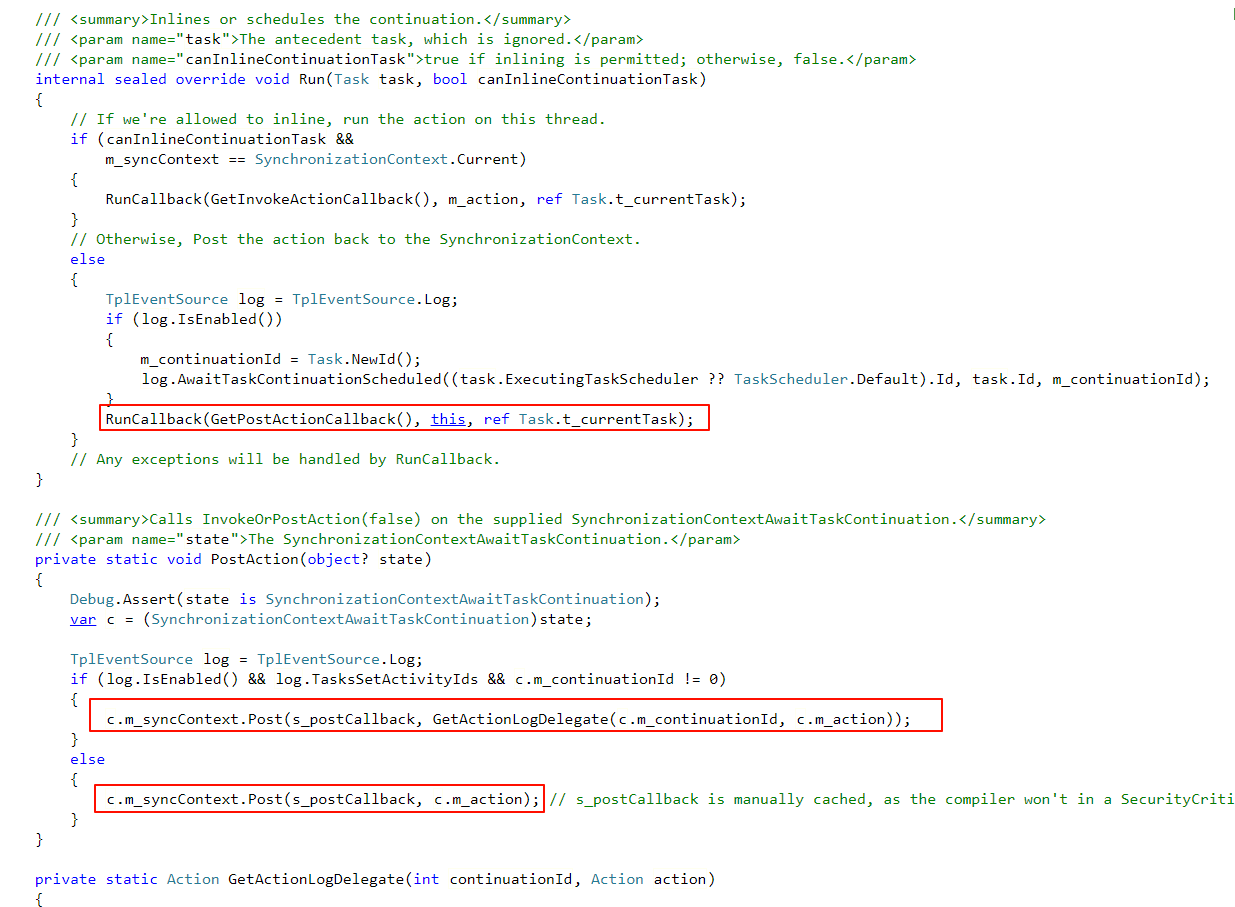 /// <summary>Inlines or schedules the continuation.</summary>
/// <param name="task">The antecedent task, which is ignored.</param>
/// <param name="canInlineContinuationTask">true if inlining is permitted; otherwise, false.</param>
internal sealed override void Run(Task task, bool canInlineContinuationTask)
{
    // If we're allowed to inline, run the action on this thread.
    if (canInlineContinuationTask &&
        m_syncContext == SynchronizationContext.Current)
    {
        RunCallback(GetInvokeActionCallback(), m_action, ref Task.t_currentTask);
    }
    // Otherwise, Post the action back to the SynchronizationContext.
    else
    {
        TplEventSource log = TplEventSource.Log;
        if (log.IsEnabled())
        {
            m_continuationId = Task.NewId();
            log.AwaitTaskContinuationScheduled((task.ExecutingTaskScheduler ?? TaskScheduler.Default).Id, task.Id, m_continuationId);
        }
        RunCallback(GetPostActionCallback(), this, ref Task.t_currentTask);
    }
    // Any exceptions will be handled by RunCallback.
}

/// <summary>Calls InvokeOrPostAction(false) on the supplied SynchronizationContextAwaitTaskContinuation.</summary>
/// <param name="state">The SynchronizationContextAwaitTaskContinuation.</param>
private static void PostAction(object? state)
{
    Debug.Assert(state is SynchronizationContextAwaitTaskContinuation);
    var c = (SynchronizationContextAwaitTaskContinuation)state;

    TplEventSource log = TplEventSource.Log;
    if (log.IsEnabled() && log.TasksSetActivityIds && c.m_continuationId != 0)
    {
        c.m_syncContext.Post(s_postCallback, GetActionLogDelegate(c.m_continuationId, c.m_action));
    }
    else
    {
        c.m_syncContext.Post(s_postCallback, c.m_action); // s_postCallback is manually cached, as the compiler won't in a SecurityCriti
    }
}

private static Action GetActionLogDelegate(int continuationId, Action action)
{